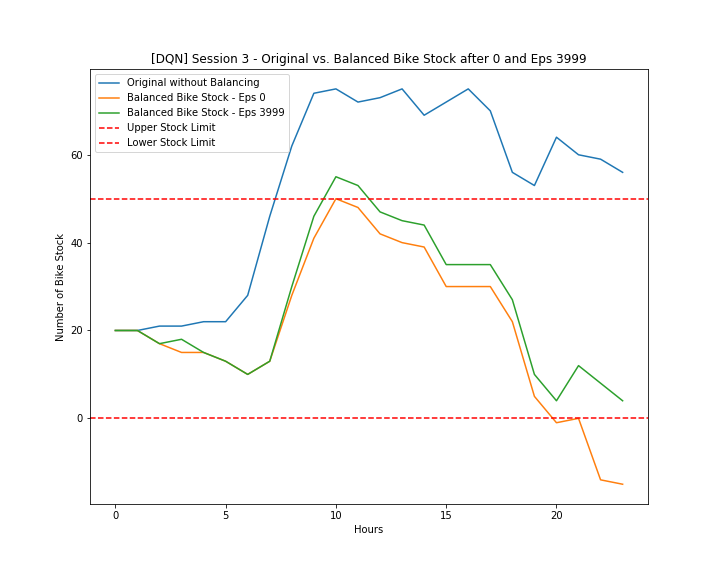 [DQN] Session 3 - Original vs. Balanced Bike Stock after 0 and Eps 3999
Original without Balancing
Balanced Bike Stock - Eps 0
Balanced Bike Stock - Eps 3999
Upper Stock Limit
Lower Stock Limit
60
40
20
0
Number of Bike Stock
0 5 10 15 20
Hours